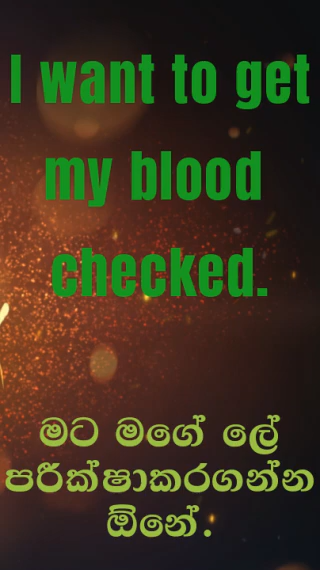 I want to get
my blood
checked.
මට මගේ ලේ
පරීක්ෂාකරගන්න
ඕනේ.